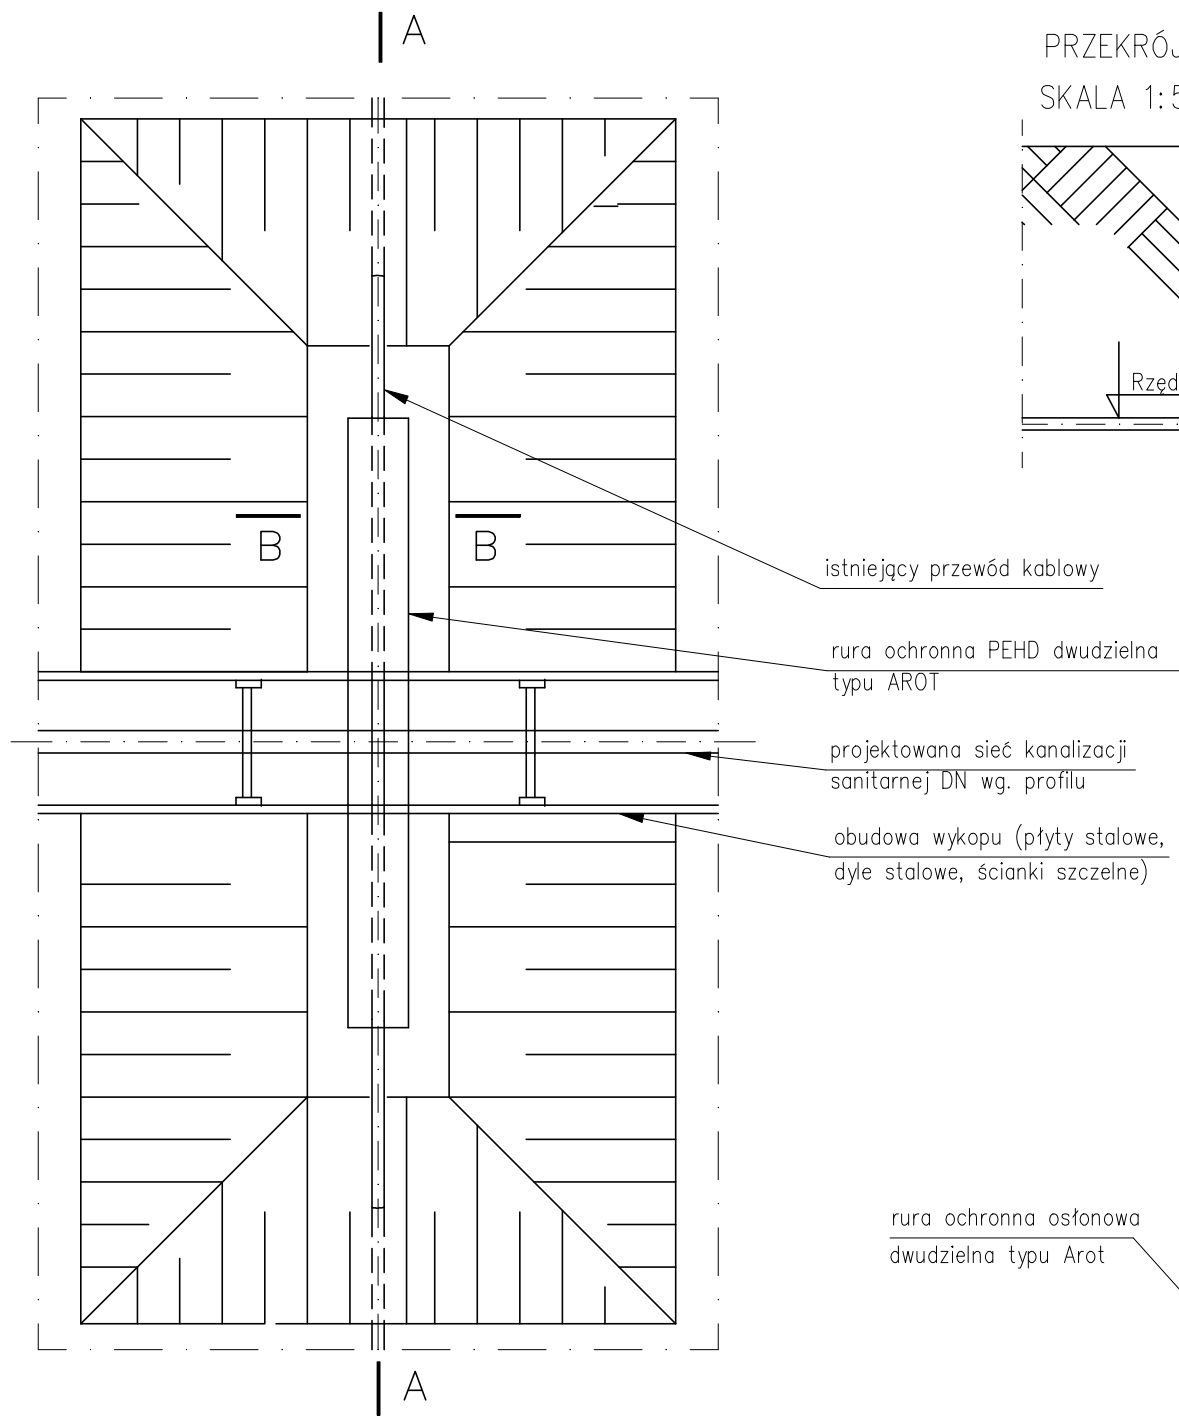 A
PRZEKRÓJ
SKALA 1:5
Rzęd
B B
istniejący przewód kablowy
rura ochronna PEHD dwudzielna
typu AROT
projektowana sieć kanalizacji
sanitarnej DN wg. profilu
obudowa wykopu (płyty stalowe,
dyle stalowe, ścianki szczelne)
rura ochronna osłonowa
dwudzielna typu Arot
A